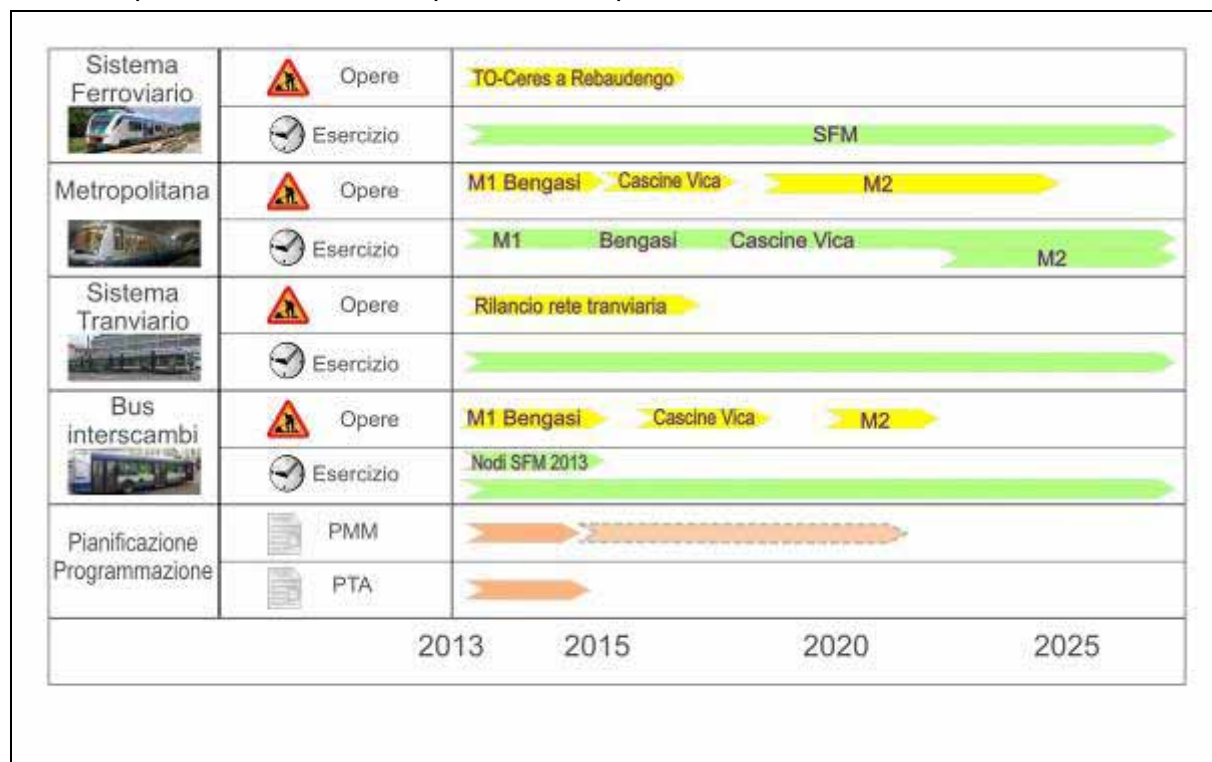 Sistema
Ferroviario
Opere
TO-Ceres a Rebaudengo
Esercizio
SFM
Metropolitana
Opere
M1 Bengasi
Cascine Vica
M2
Esercizio
M1
Bengasi
Cascine Vica
M2
Sistema
Tranviario
Opere
Rilancio rete tranviaria
Esercizio
Bus
interscambi
Opere
M1 Bengasi
Cascine Vica
M2
Esercizio
Nodi SFM 2013
Pianificazione
Programmazione
PMM
PTA
2013
2015
2020
2025